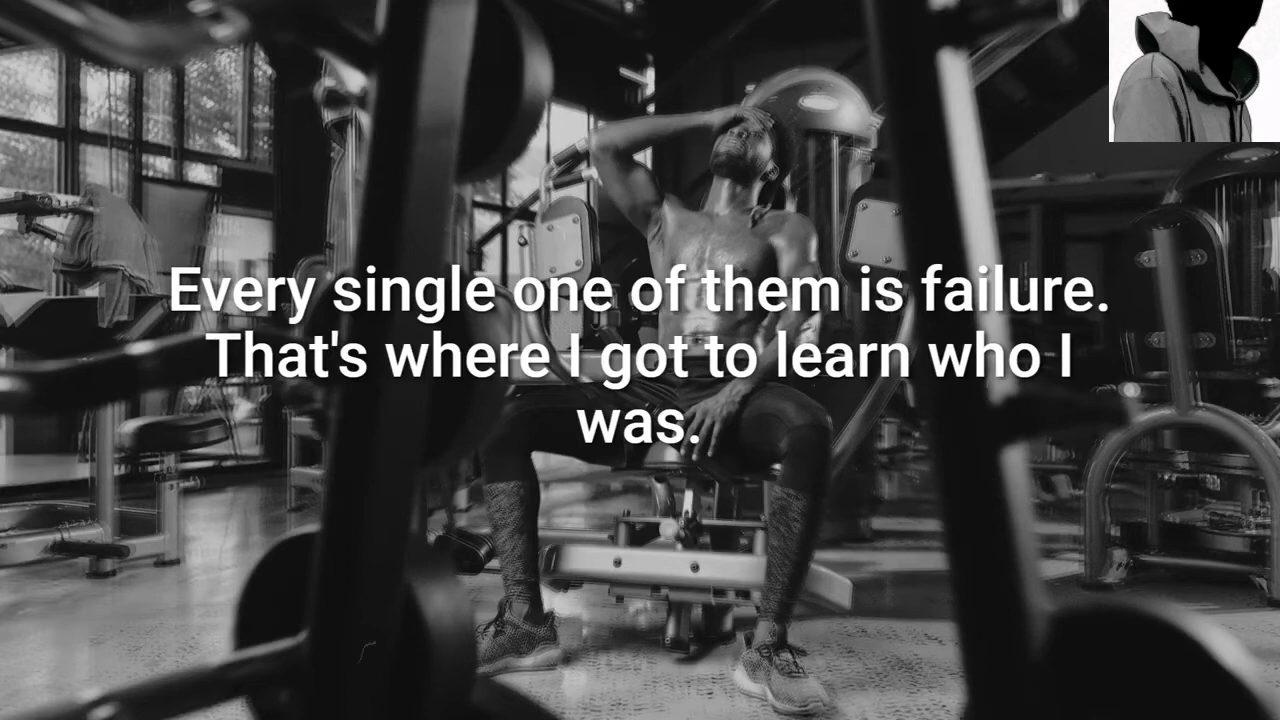 Every single one of them is failure.
That's where I got to learn who I
was.